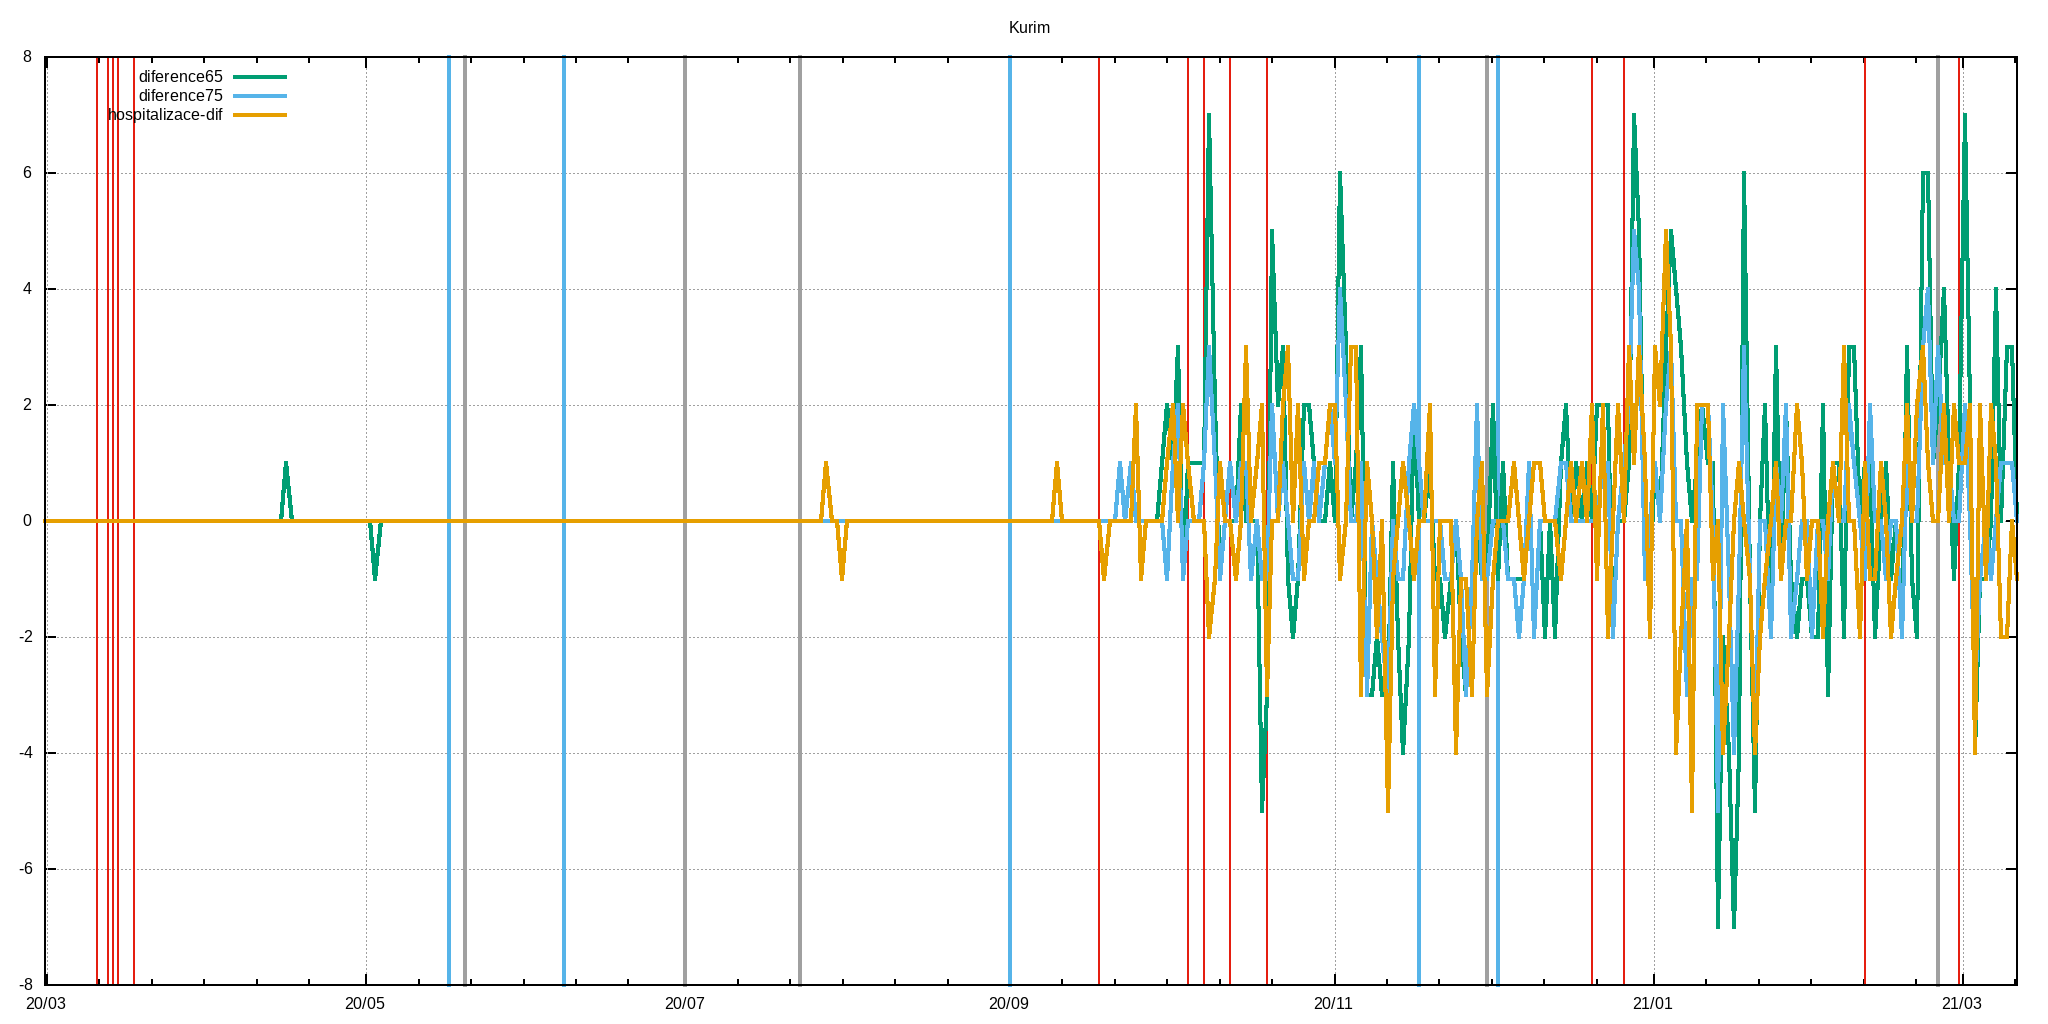 Kurim
8
diference65
diference75
hospitalizace-dif
6
4
2
0
-2
-4
-6
-8
20/03 20/05 20/07 20/09 20/11 21/01 21/03